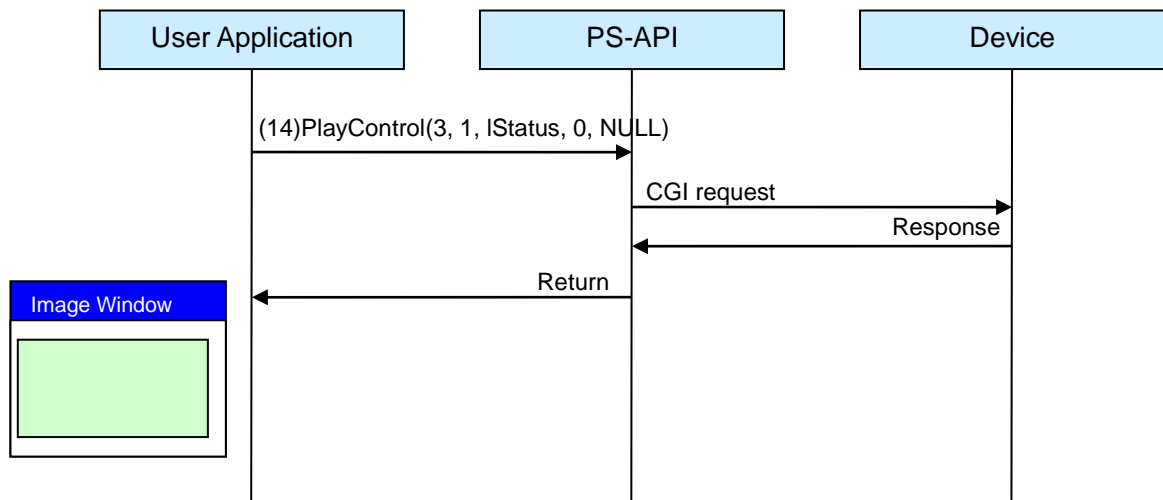 User Application
PS-API
Device
(14)PlayControl(3, 1, lStatus, 0, NULL)
CGI request
Response
Return
Image Window